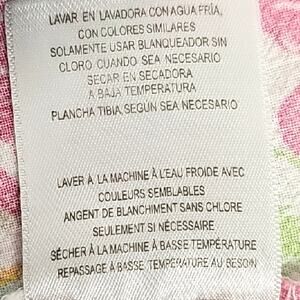 LAVAR EN LAVADORA CON AGUA FRÍA,
CON COLORES SIMILARES
SOLAMENTE USAR BLANQUEADOR SIN
CLORO CUANDO SEA NECESARIO
SECAR EN SECADORA
A BAJA TEMPERATURA
PLANCHA TIBIA, SEGÚN SEA NECESARIO
LAVER À LA MACHINE À L'EAU FROIDE AVEC
COULEURS SEMBLABLES
ANGENT DE BLANCHIMENT SANS CHLORE
SEULEMENT SI NÉCESSAIRE
SÉCHER À LA MACHINE À BASSE TEMPÉRATURE
REPASSAGE À BASSE TEMPÉRATURE AU BESOIN